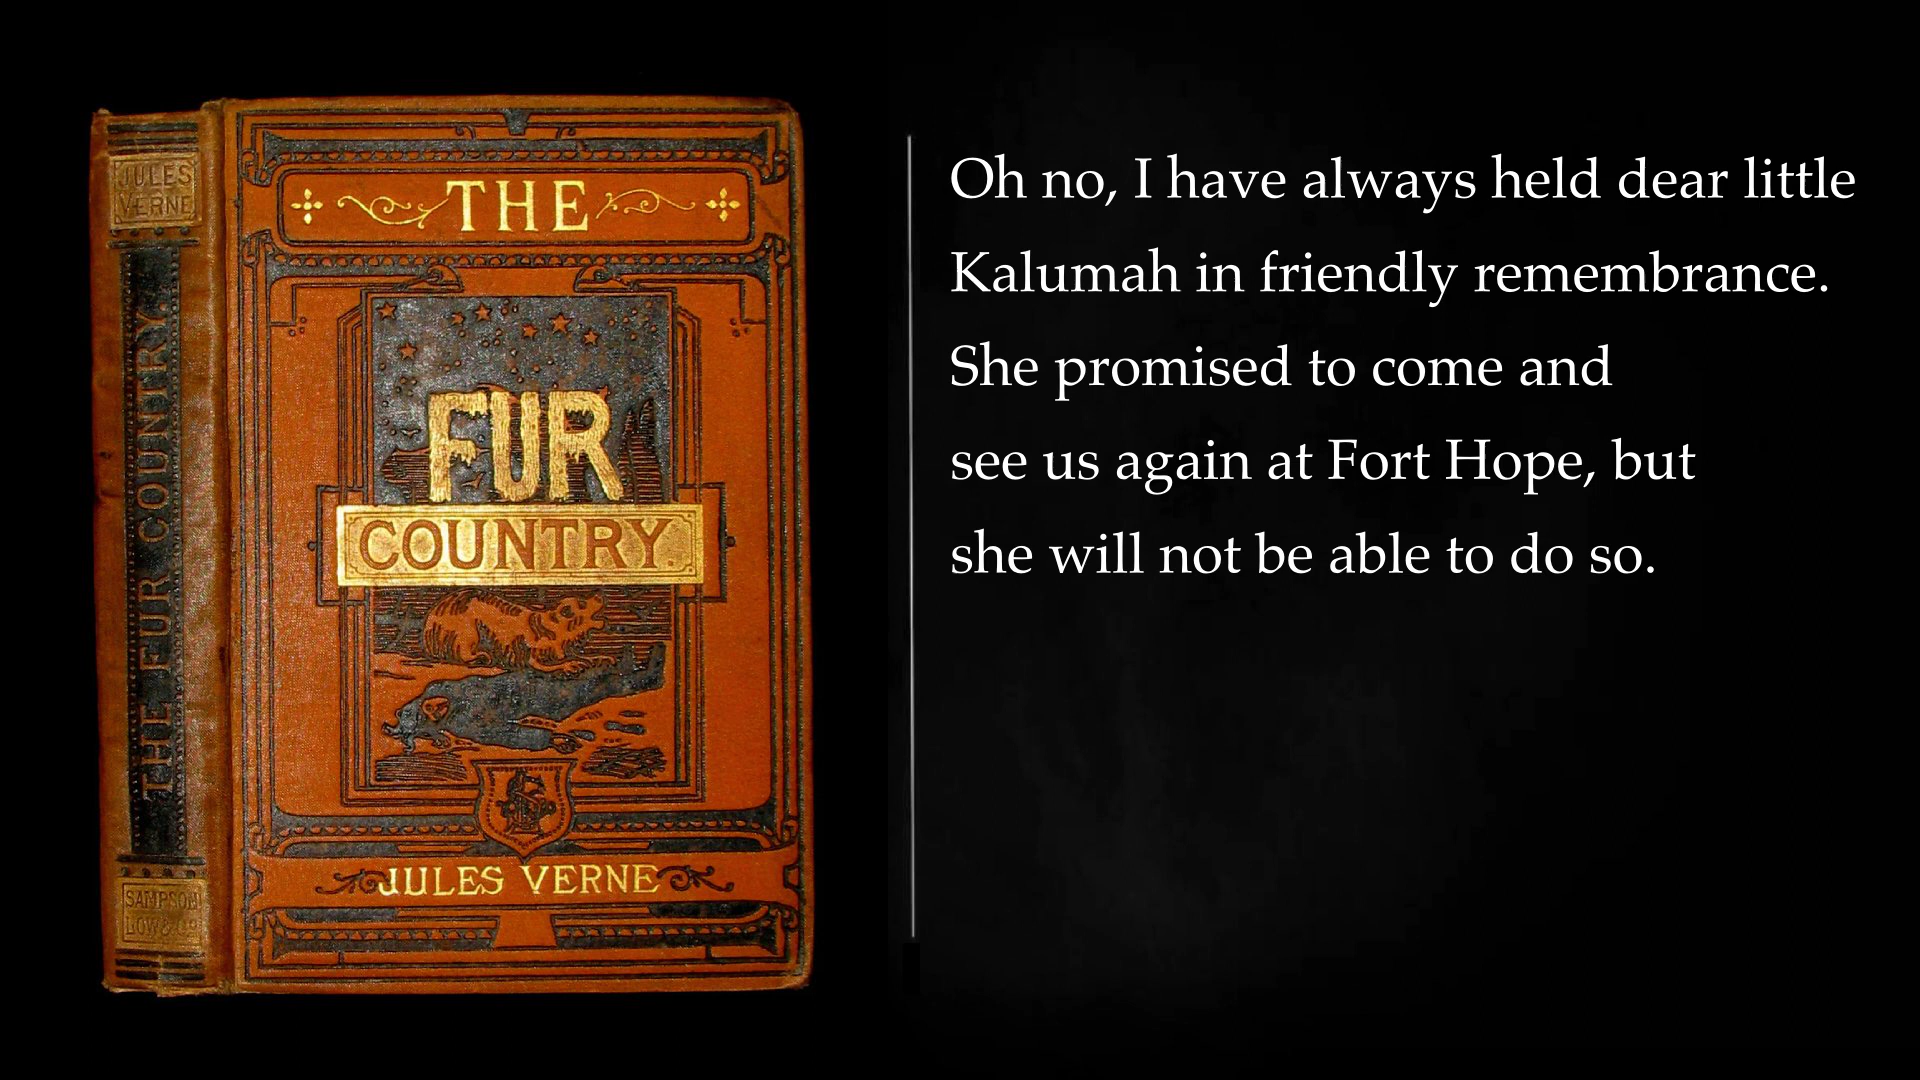 JULES
VERNE
THE FUR COUNTRY.
SAMPSON
LOW & Co
THE
FUR
COUNTRY.
JULES VERNE
Oh no, I have always held dear little
Kalumah in friendly remembrance.
She promised to come and
see us again at Fort Hope, but
she will not be able to do so.